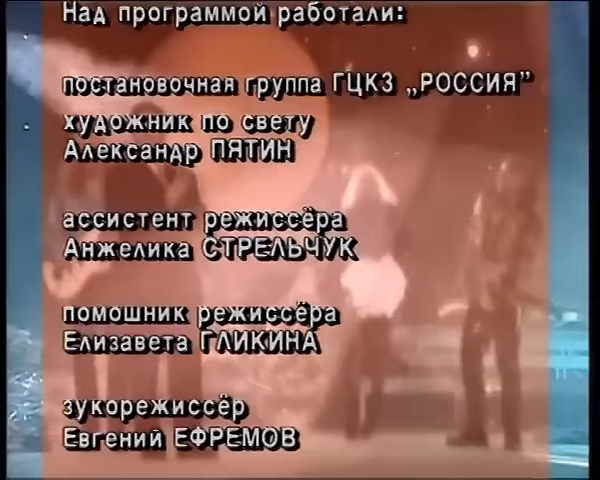 Над программой работали:
постановочная группа ГЦКЗ „РОССИЯ”
художник по свету
Александр ПЯТИН
ассистент режиссёра
Анжелика СТРЕЛЬЧУК
помошник режиссёра
Елизавета ГЛИКИНА
зукорежиссёр
Евгений ЕФРЕМОВ